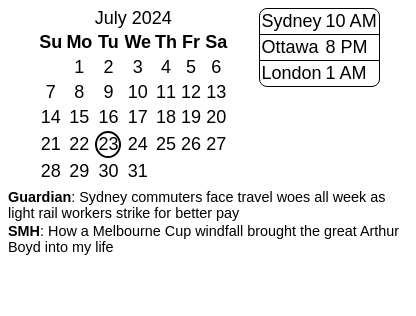 July 2024
Su Mo Tu We Th Fr Sa
1 2 3 4 5 6
7 8 9 10 11 12 13
14 15 16 17 18 19 20
21 22 23 24 25 26 27
28 29 30 31
Sydney 10 AM
Ottawa 8 PM
London 1 AM
Guardian: Sydney commuters face travel woes all week as
light rail workers strike for better pay
SMH: How a Melbourne Cup windfall brought the great Arthur
Boyd into my life